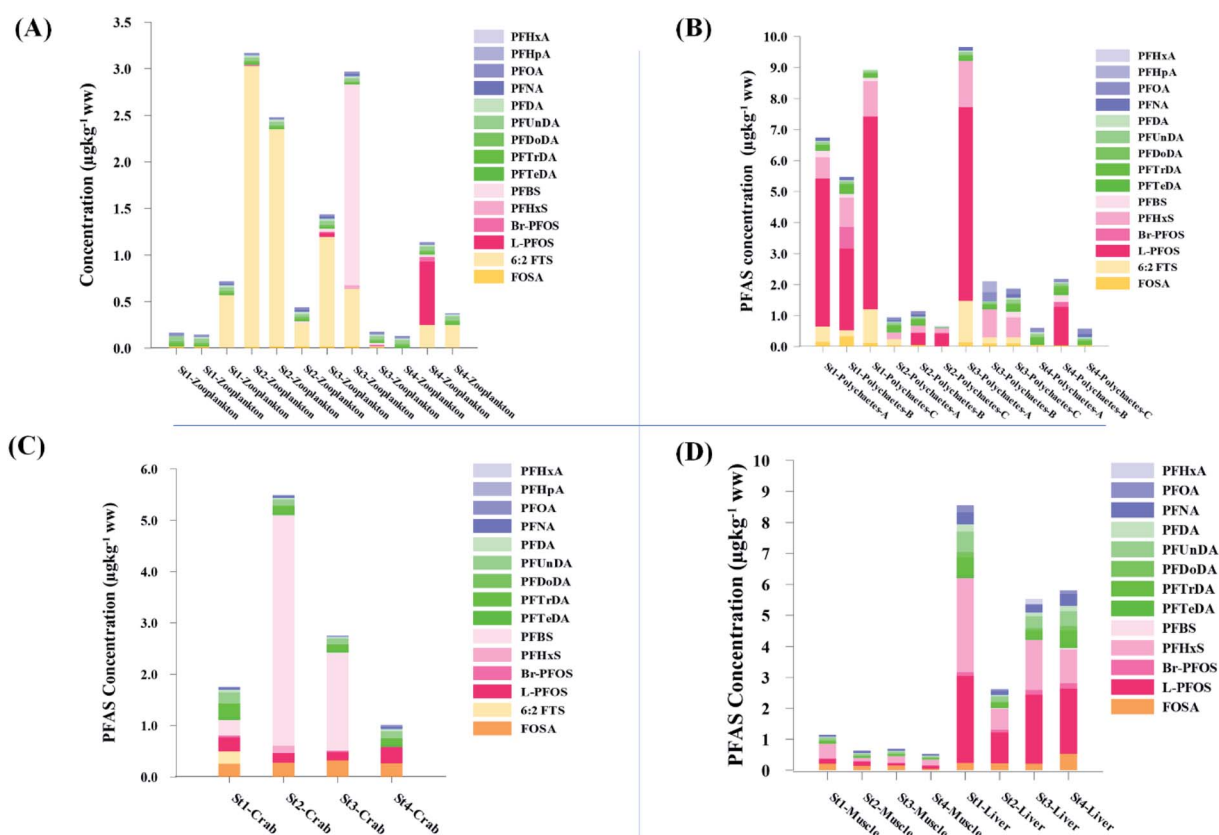 (A)
Concentration (µgkg⁻¹ ww)
3.5
3.0
2.5
2.0
1.5
1.0
0.5
0.0
St1-Zooplankton
St1-Zooplankton
St1-Zooplankton
St2-Zooplankton
St2-Zooplankton
St2-Zooplankton
St3-Zooplankton
St3-Zooplankton
St3-Zooplankton
St4-Zooplankton
St4-Zooplankton
St4-Zooplankton
PFHxA
PFHpA
PFOA
PFNA
PFDA
PFUnDA
PFDoDA
PFTrDA
PFTeDA
PFBS
PFHxS
Br-PFOS
L-PFOS
6:2 FTS
FOSA
(B)
PFAS concentration (µgkg⁻¹ ww)
10.0
9.0
8.0
7.0
6.0
5.0
4.0
3.0
2.0
1.0
0.0
St1-Polychaetes-A
St1-Polychaetes-B
St1-Polychaetes-C
St2-Polychaetes-A
St2-Polychaetes-B
St2-Polychaetes-C
St3-Polychaetes-A
St3-Polychaetes-B
St3-Polychaetes-C
St4-Polychaetes-A
St4-Polychaetes-B
St4-Polychaetes-C
PFHxA
PFHpA
PFOA
PFNA
PFDA
PFUnDA
PFDoDA
PFTrDA
PFTeDA
PFBS
PFHxS
Br-PFOS
L-PFOS
6:2 FTS
FOSA
(C)
PFAS Concentration (µgkg⁻¹ ww)
6.0
5.0
4.0
3.0
2.0
1.0
0.0
St1-Crab
St2-Crab
St3-Crab
St4-Crab
PFHxA
PFHpA
PFOA
PFNA
PFDA
PFUnDA
PFDoDA
PFTrDA
PFTeDA
PFBS
PFHxS
Br-PFOS
L-PFOS
6:2 FTS
FOSA
(D)
PFAS Concentration (µgkg⁻¹ ww)
10
9
8
7
6
5
4
3
2
1
0
St1-Muscle
St2-Muscle
St3-Muscle
St4-Muscle
St1-Liver
St2-Liver
St3-Liver
St4-Liver
PFHxA
PFOA
PFNA
PFDA
PFUnDA
PFDoDA
PFTrDA
PFTeDA
PFBS
PFHxS
Br-PFOS
L-PFOS
FOSA